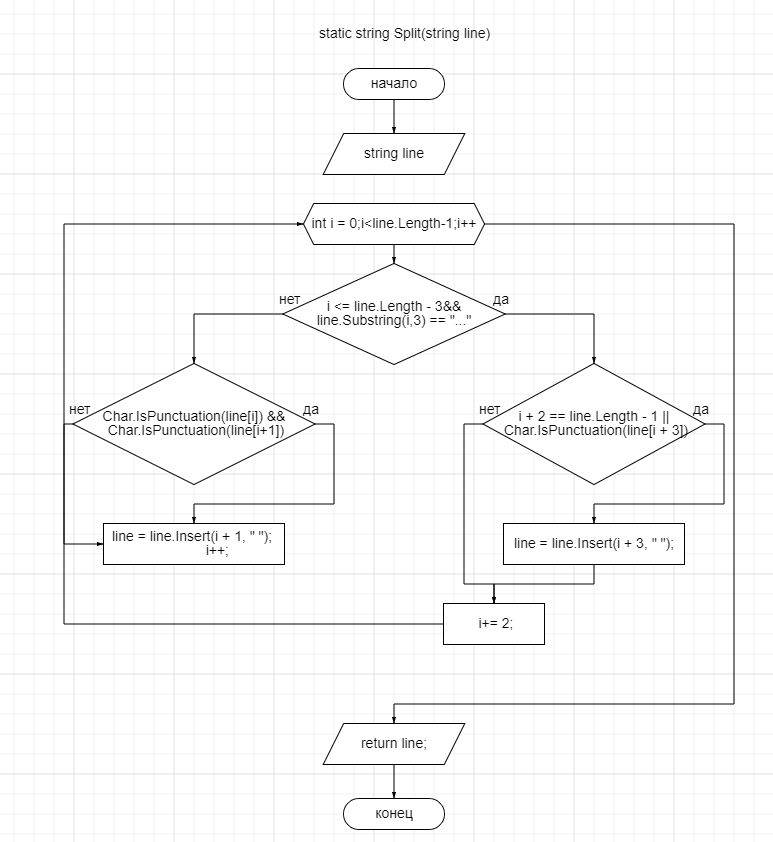 static string Split(string line)
начало
string line
int i = 0;i<line.Length-1;i++
нет
да
i <= line.Length - 3&&
line.Substring(i,3) == "..."
нет
да
Char.IsPunctuation(line[i]) &&
Char.IsPunctuation(line[i+1])
нет
да
i + 2 == line.Length - 1 ||
Char.IsPunctuation(line[i + 3])
line = line.Insert(i + 1, " ");
i++;
line = line.Insert(i + 3, " ");
i+= 2;
return line;
конец